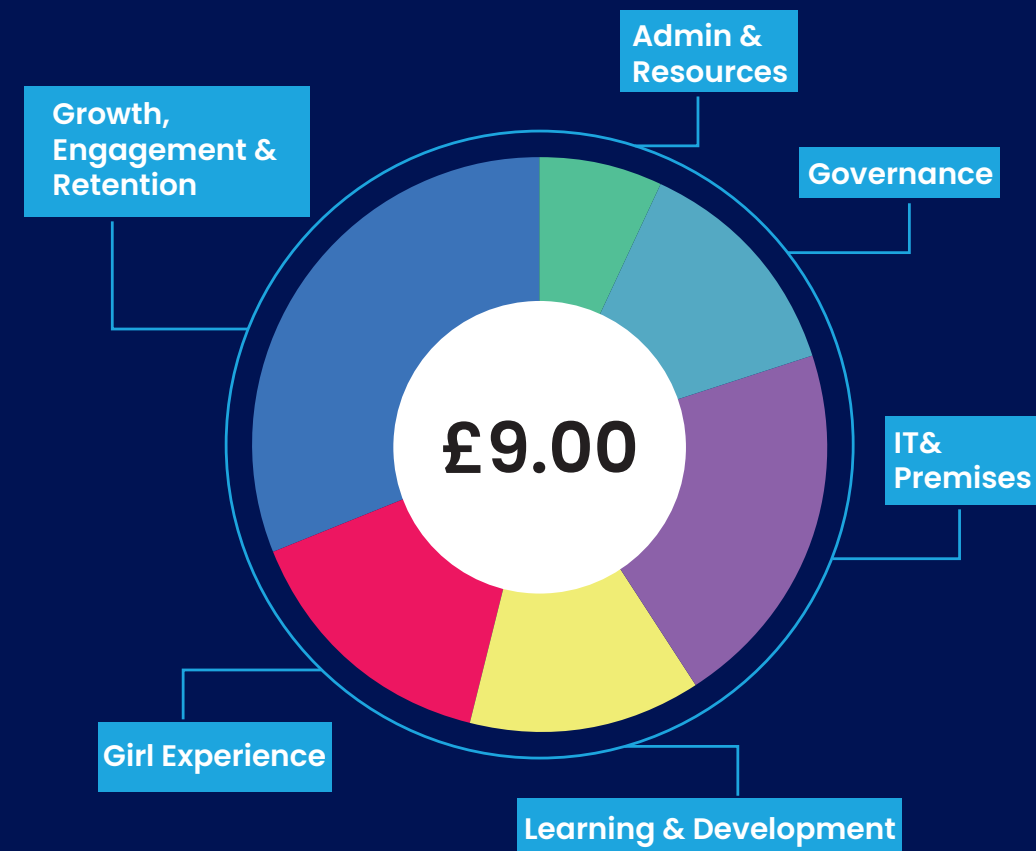 Admin &
Resources
Growth,
Engagement &
Retention
Governance
£9.00
IT&
Premises
Girl Experience
Learning & Development